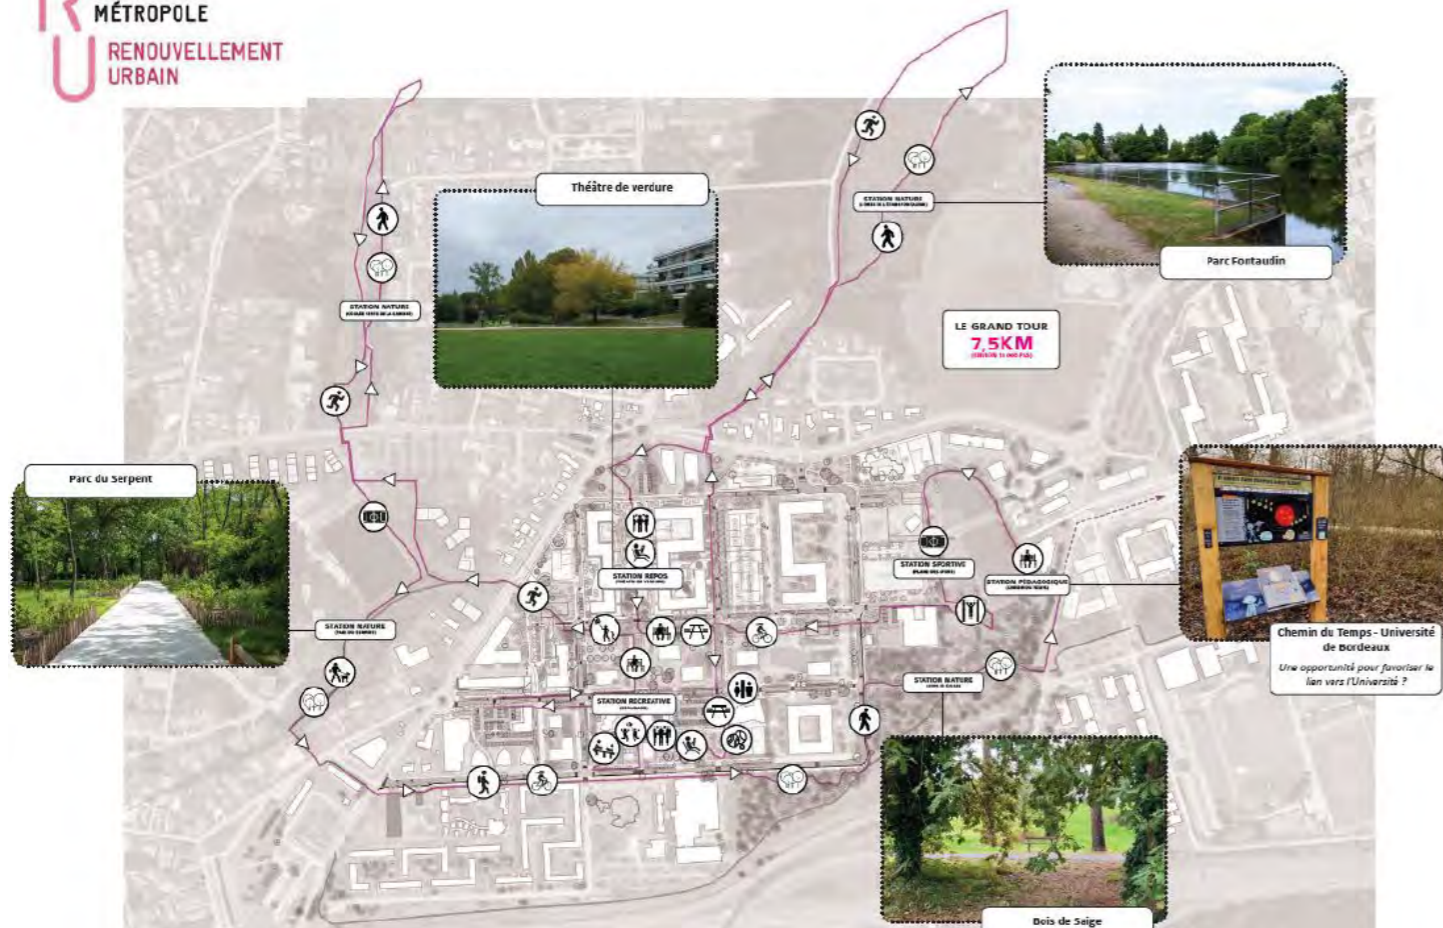 MÉTROPOLE
RENOUVELLEMENT
URBAIN
Théâtre de verdure
STATION NATURE
Parc Fontaudin
STATION NATURE
LE GRAND TOUR
7,5KM
Parc du Serpent
STATION REPOS
STATION SPORTIVE
STATION PÉDAGOGIQUE
STATION NATURE
Chemin du Temps - Université
de Bordeaux
Une opportunité pour favoriser le
lien vers l'Université ?
STATION NATURE
STATION RECREATIVE
Bois de Saige